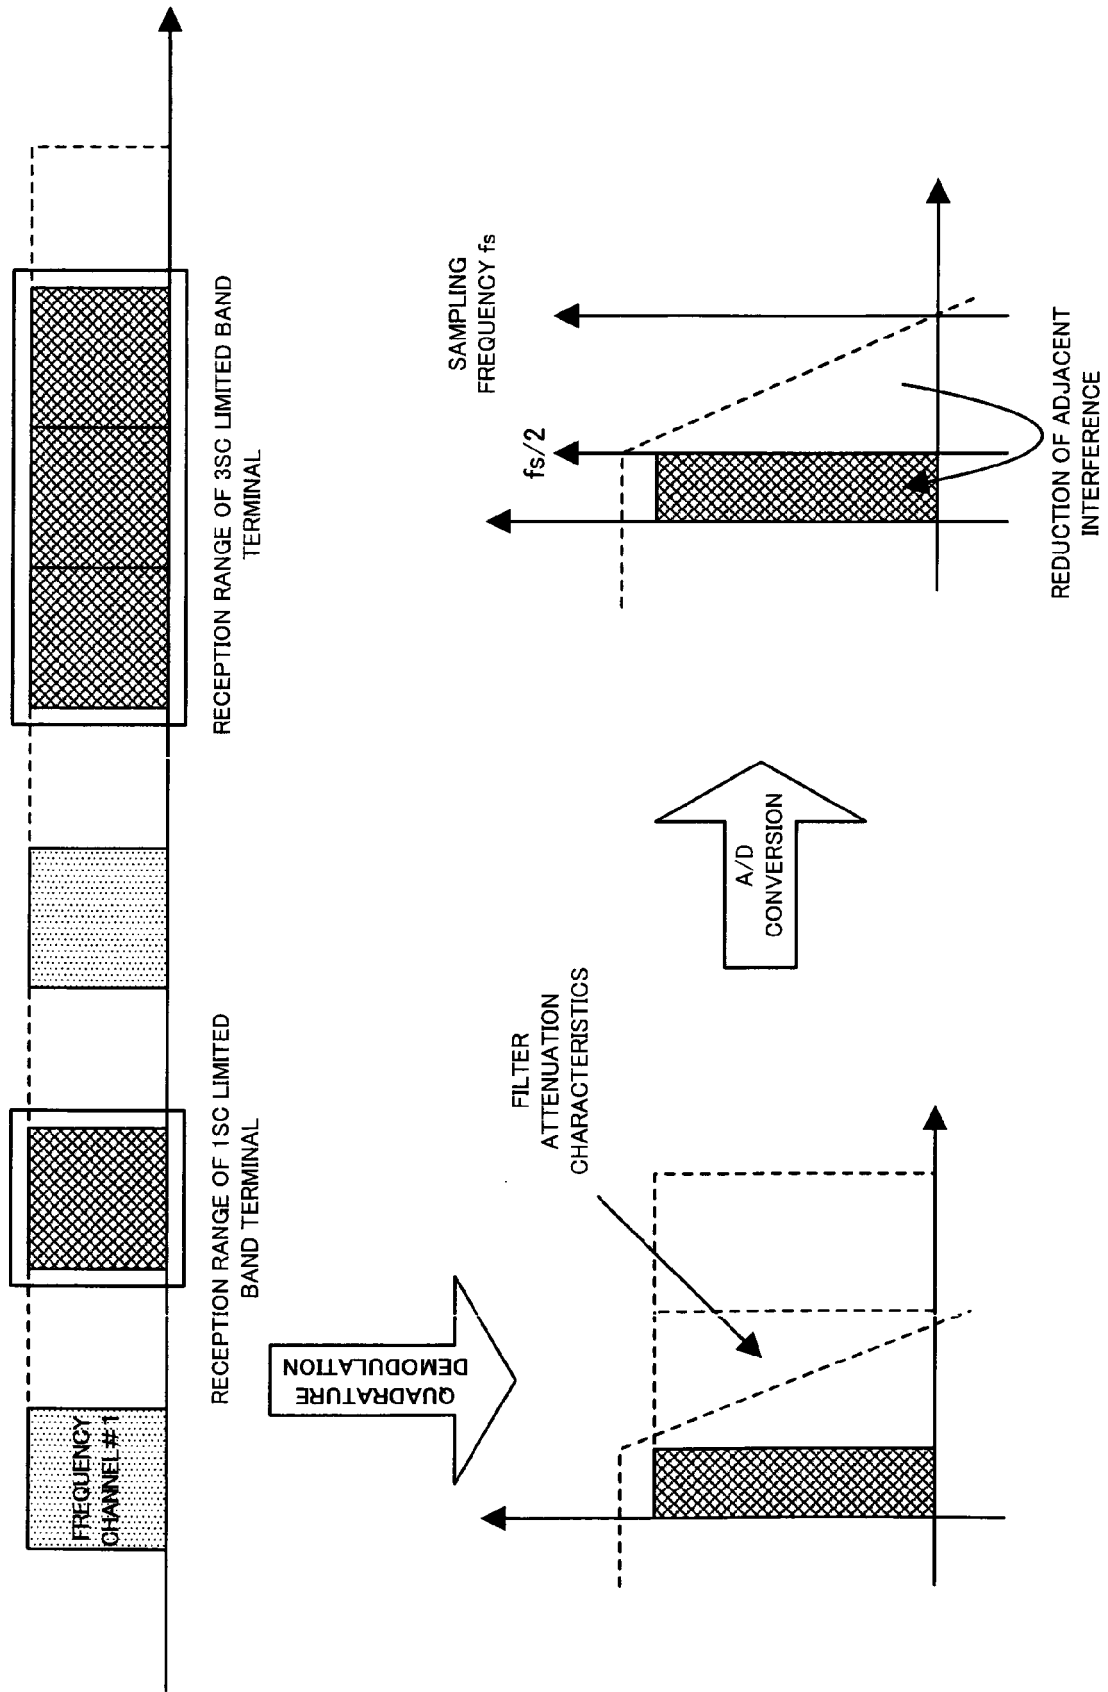 FREQUENCY
CHANNEL#1
RECEPTION RANGE OF 1SC LIMITED
BAND TERMINAL
RECEPTION RANGE OF 3SC LIMITED BAND
TERMINAL
QUADRATURE
DEMODULATION
FILTER
ATTENUATION
CHARACTERISTICS
A/D
CONVERSION
SAMPLING
FREQUENCY fs
fs/2
REDUCTION OF ADJACENT
INTERFERENCE